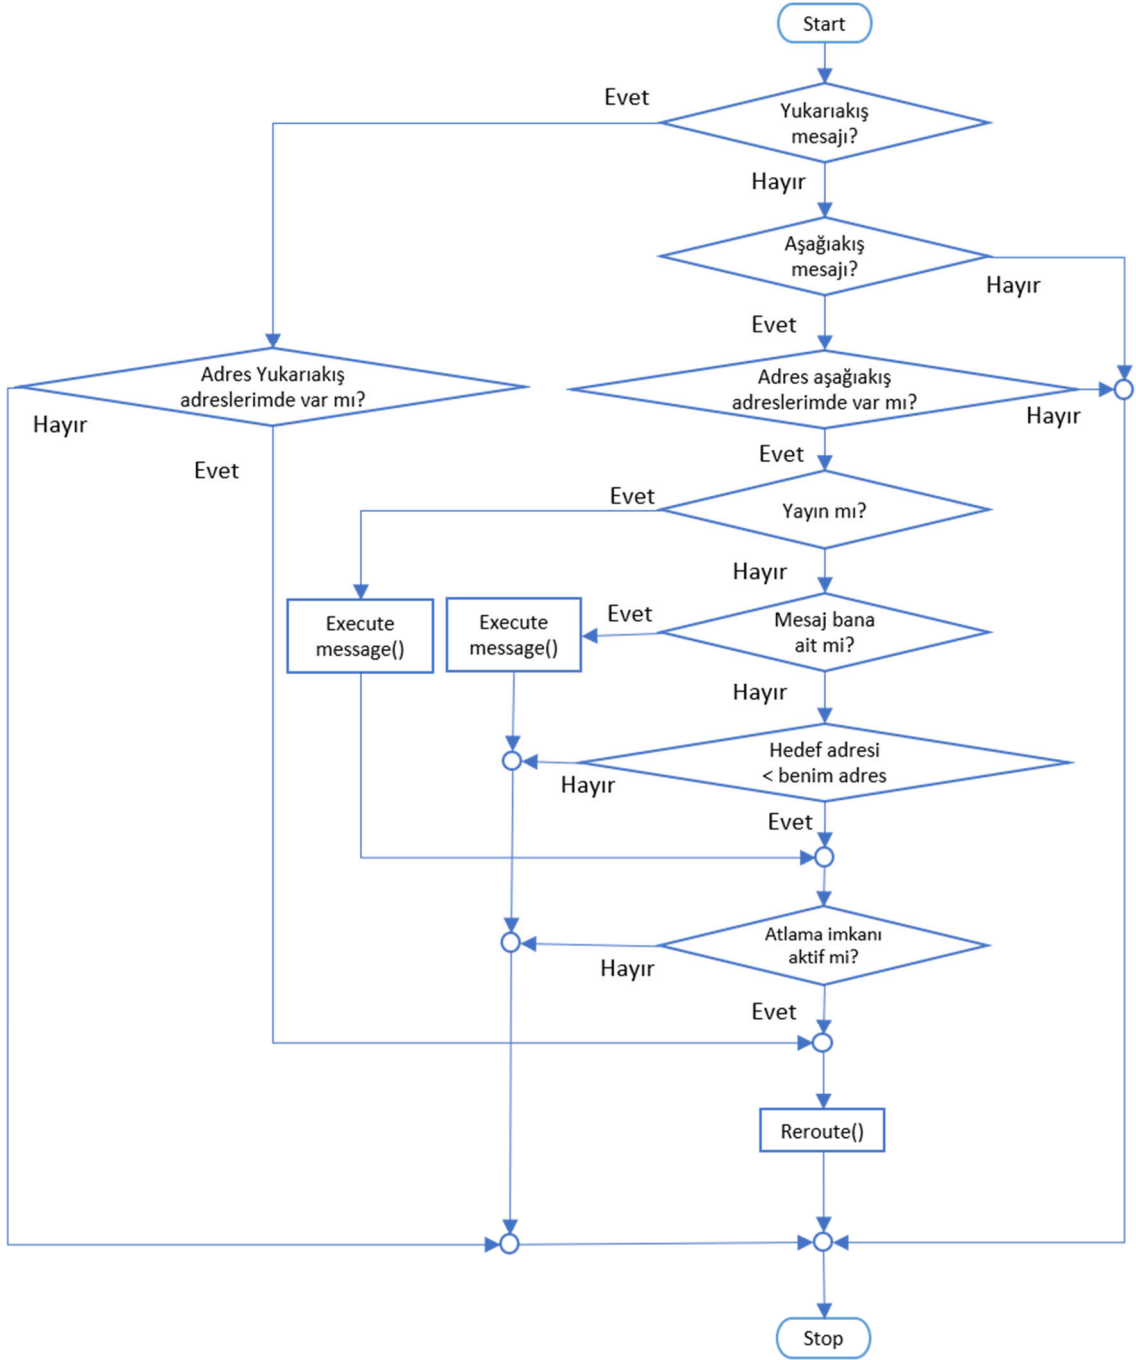 Start
Evet
Yukarıakış
mesajı?
Hayır
Aşağıakış
mesajı?
Hayır
Evet
Adres Yukarıakış
adreslerimde var mı?
Hayır
Evet
Adres aşağıakış
adreslerimde var mı?
Hayır
Evet
Evet
Yayın mı?
Hayır
Execute
message()
Execute
message()
Evet
Mesaj bana
ait mi?
Hayır
Hedef adresi
< benim adres
Hayır
Evet
Atlama imkanı
aktif mi?
Hayır
Evet
Reroute()
Stop